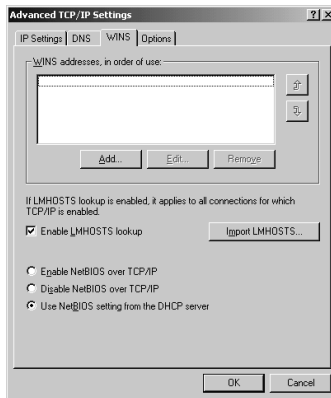 Advanced TCP/IP Settings
IP Settings DNS WINS Options
WINS addresses, in order of use:
Add... Edit... Remove
If LMHOSTS lookup is enabled, it applies to all connections for which
TCP/IP is enabled.
Enable LMHOSTS lookup Import LMHOSTS...
Enable NetBIOS over TCP/IP
Disable NetBIOS over TCP/IP
Use NetBIOS setting from the DHCP server
OK Cancel